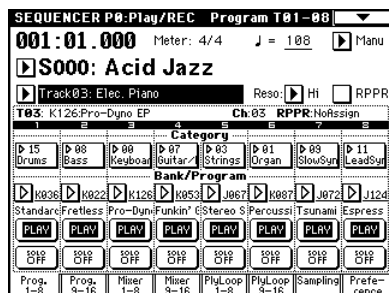 SEQUENCER P0:Play/REC Program T01-08
001:01.000 Meter: 4/4 ♩ = 108 Manu
S000: Acid Jazz
Track03: Elec. Piano Reso: Hi RPPR
T03: K126:Pro-Dyno EP Ch:03 RPPR:NoAssign
1 2 3 4 5 6 7 8
Category
15 08 00 07 03 01 09 11
Drums Bass Keyboar Guitar/ Strings Organ SlowSyn LeadSyn
Bank/Program
K036 K022 K126 K053 J067 K087 J072 J124
Standard Fretless Pro-Dyn Funkin' G Stereo S Percussi Tsunami Espress
PLAY PLAY PLAY PLAY PLAY PLAY PLAY PLAY
SOLO OFF SOLO OFF SOLO OFF SOLO OFF SOLO OFF SOLO OFF SOLO OFF SOLO OFF
Prog. 1-8 Prog. 9-16 Mixer 1-8 Mixer 9-16 PlyLoop 1-8 PlyLoop 9-16 Sampling Prefe-rence